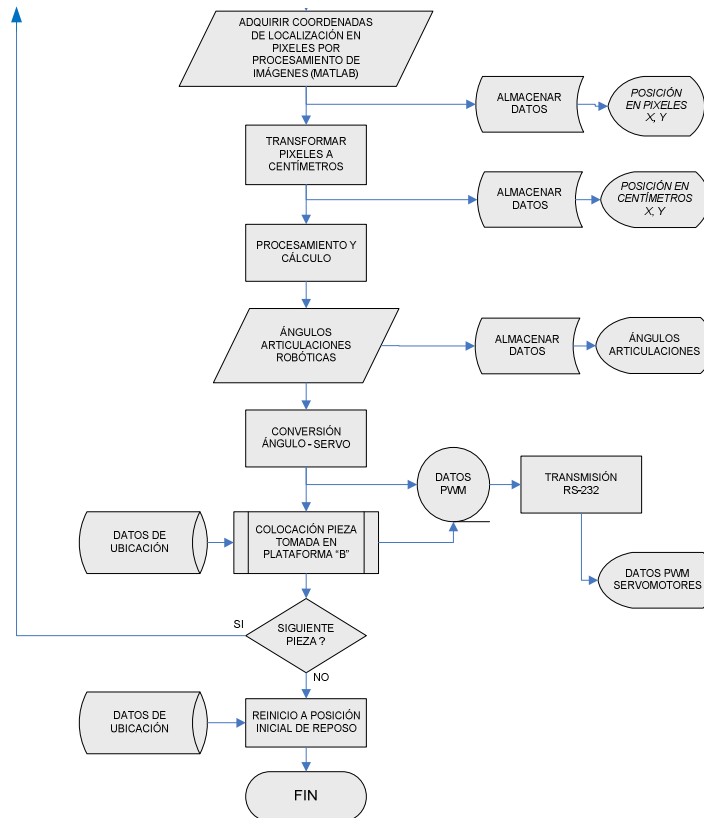 ADQUIRIR COORDENADAS
DE LOCALIZACIÓN EN
PIXELES POR
PROCESAMIENTO DE
IMÁGENES (MATLAB)
ALMACENAR
DATOS
POSICIÓN
EN PIXELES
X, Y
TRANSFORMAR
PIXELES A
CENTÍMETROS
ALMACENAR
DATOS
POSICIÓN EN
CENTÍMETROS
X, Y
PROCESAMIENTO Y
CÁLCULO
ÁNGULOS
ARTICULACIONES
ROBÓTICAS
ALMACENAR
DATOS
ÁNGULOS
ARTICULACIONES
CONVERSIÓN
ÁNGULO - SERVO
DATOS
PWM
TRANSMISIÓN
RS-232
DATOS DE
UBICACIÓN
COLOCACIÓN PIEZA
TOMADA EN
PLATAFORMA “B”
DATOS PWM
SERVOMOTORES
SI
SIGUIENTE
PIEZA ?
NO
DATOS DE
UBICACIÓN
REINICIO A POSICIÓN
INICIAL DE REPOSO
FIN